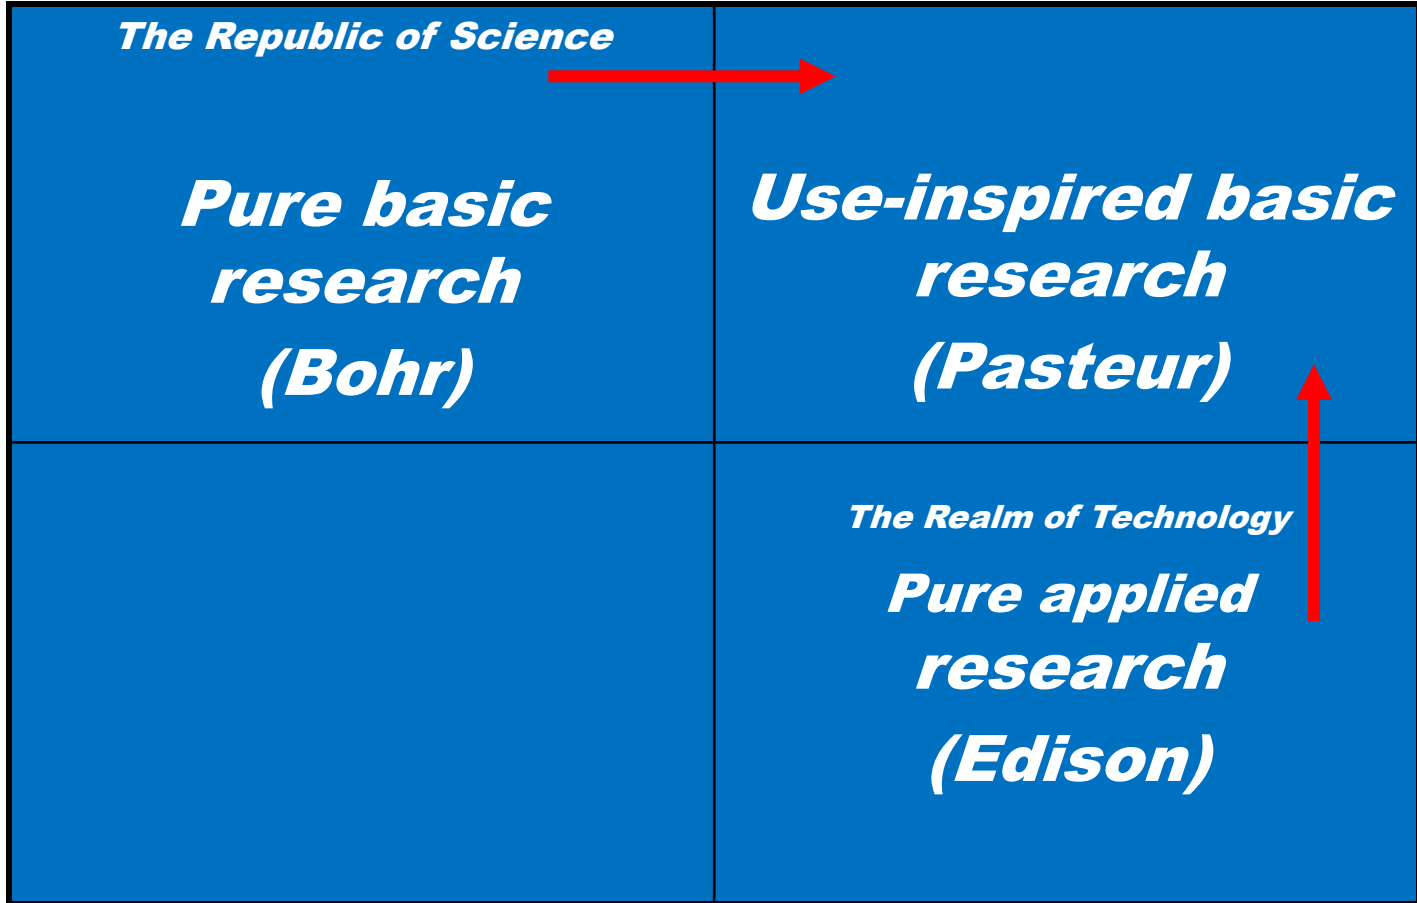 The Republic of Science
Pure basic
research
(Bohr)
Use-inspired basic
research
(Pasteur)
The Realm of Technology
Pure applied
research
(Edison)